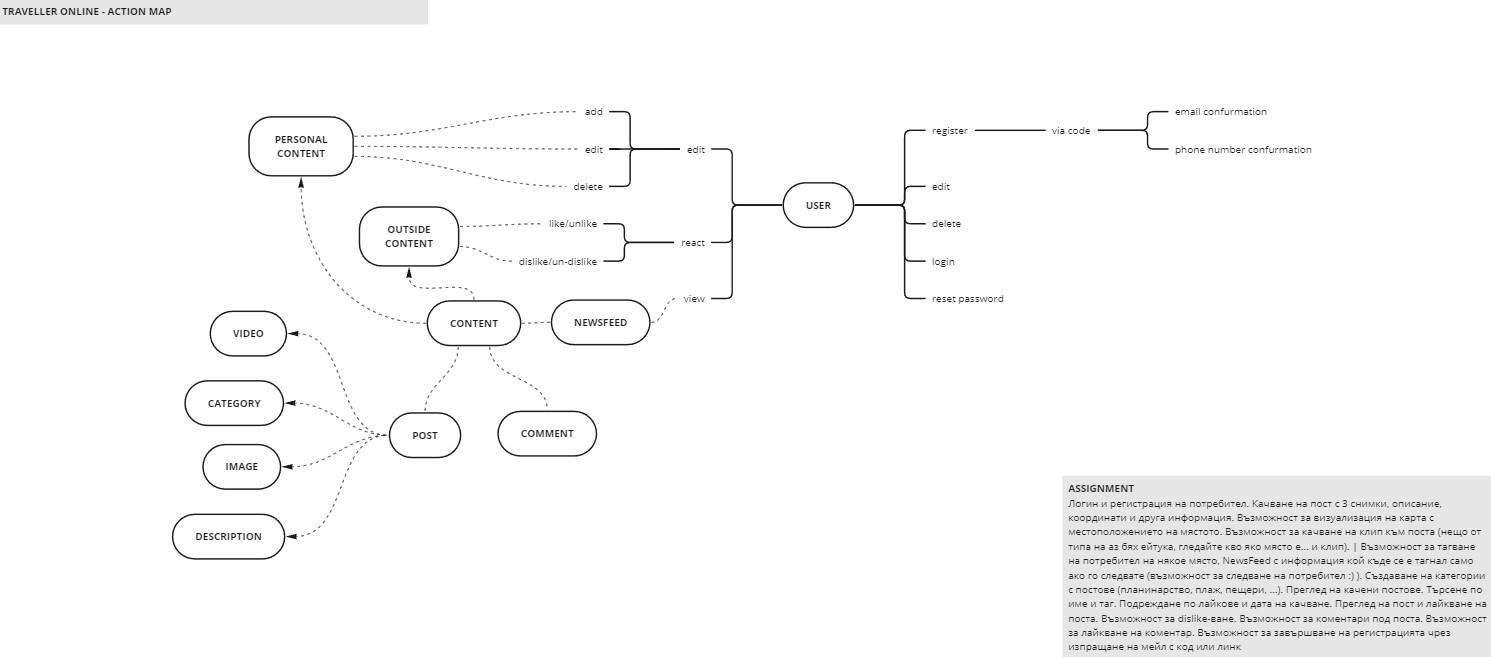 TRAVELLER ONLINE - ACTION MAP
PERSONAL
CONTENT
add
edit
delete
edit
OUTSIDE
CONTENT
like/unlike
dislike/un-dislike
react
view
USER
register
via code
email confurmation
phone number confurmation
edit
delete
login
reset password
CONTENT
NEWSFEED
VIDEO
CATEGORY
IMAGE
DESCRIPTION
POST
COMMENT
ASSIGNMENT
Логин и регистрация на потребител. Качване на пост с 3 снимки, описание,
координати и друга информация. Възможност за визуализация на карта с
местоположението на мястото. Възможност за качване на клип към поста (нещо от
типа на аз бях ейтука, гледайте кво яко място е... и клип). | Възможност за тагване
на потребител на някое място, NewsFeed с информация кой къде се е тагнал само
ако го следвате (възможност за следване на потребител :) ). Създаване на категории
с постове (планинарство, плаж, пещери, ...). Преглед на качени постове. Търсене по
име и таг. Подреждане по лайкове и дата на качване. Преглед на пост и лайкване на
поста. Възможност за dislike-ване. Възможност за коментари под поста. Възможност
за лайкване на коментар. Възможност за завършване на регистрацията чрез
изпращане на мейл с код или линк